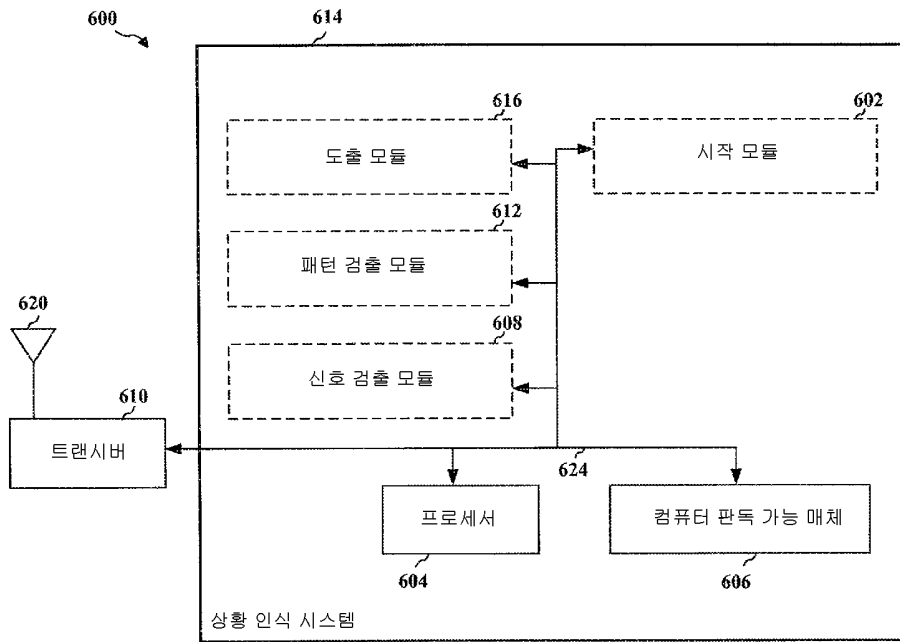 600
614
616
도출 모듈
602
시작 모듈
612
패턴 검출 모듈
620
608
신호 검출 모듈
610
트랜시버
624
프로세서
컴퓨터 판독 가능 매체
604
606
상황 인식 시스템